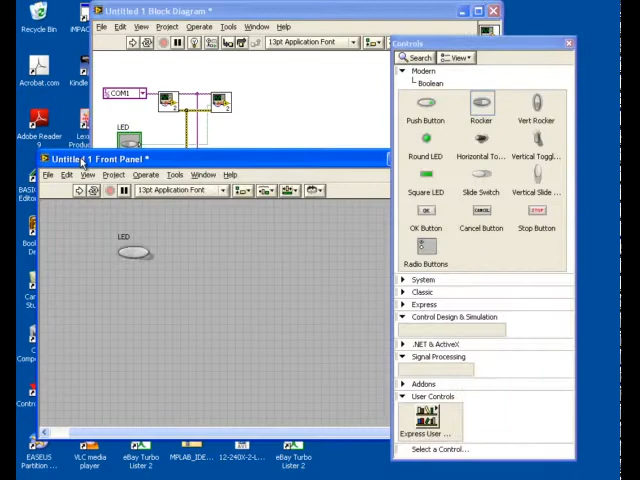 Untitled 1 Block Diagram *
File Edit View Project Operate Tools Window Help
13pt Application Font
COM1
LED
Untitled 1 Front Panel *
File Edit View Project Operate Tools Window Help
13pt Application Font
LED
Controls
Search View
Modern
Boolean
Push Button Rocker Vert Rocker
Round LED Horizontal To... Vertical Toggl...
Square LED Slide Switch Vertical Slide ...
OK CANCEL STOP
OK Button Cancel Button Stop Button
Radio Buttons
System
Classic
Express
Control Design & Simulation
.NET & ActiveX
Signal Processing
Addons
User Controls
Express User ...
Select a Control...
Recycle Bin
Acrobat.com
Kindle
Adobe Reader 9
EASEUS Partition ...
VLC media player
eBay Turbo Lister 2
MPLAB_IDE...
12-240X-2-L...
eBay Turbo Lister 2